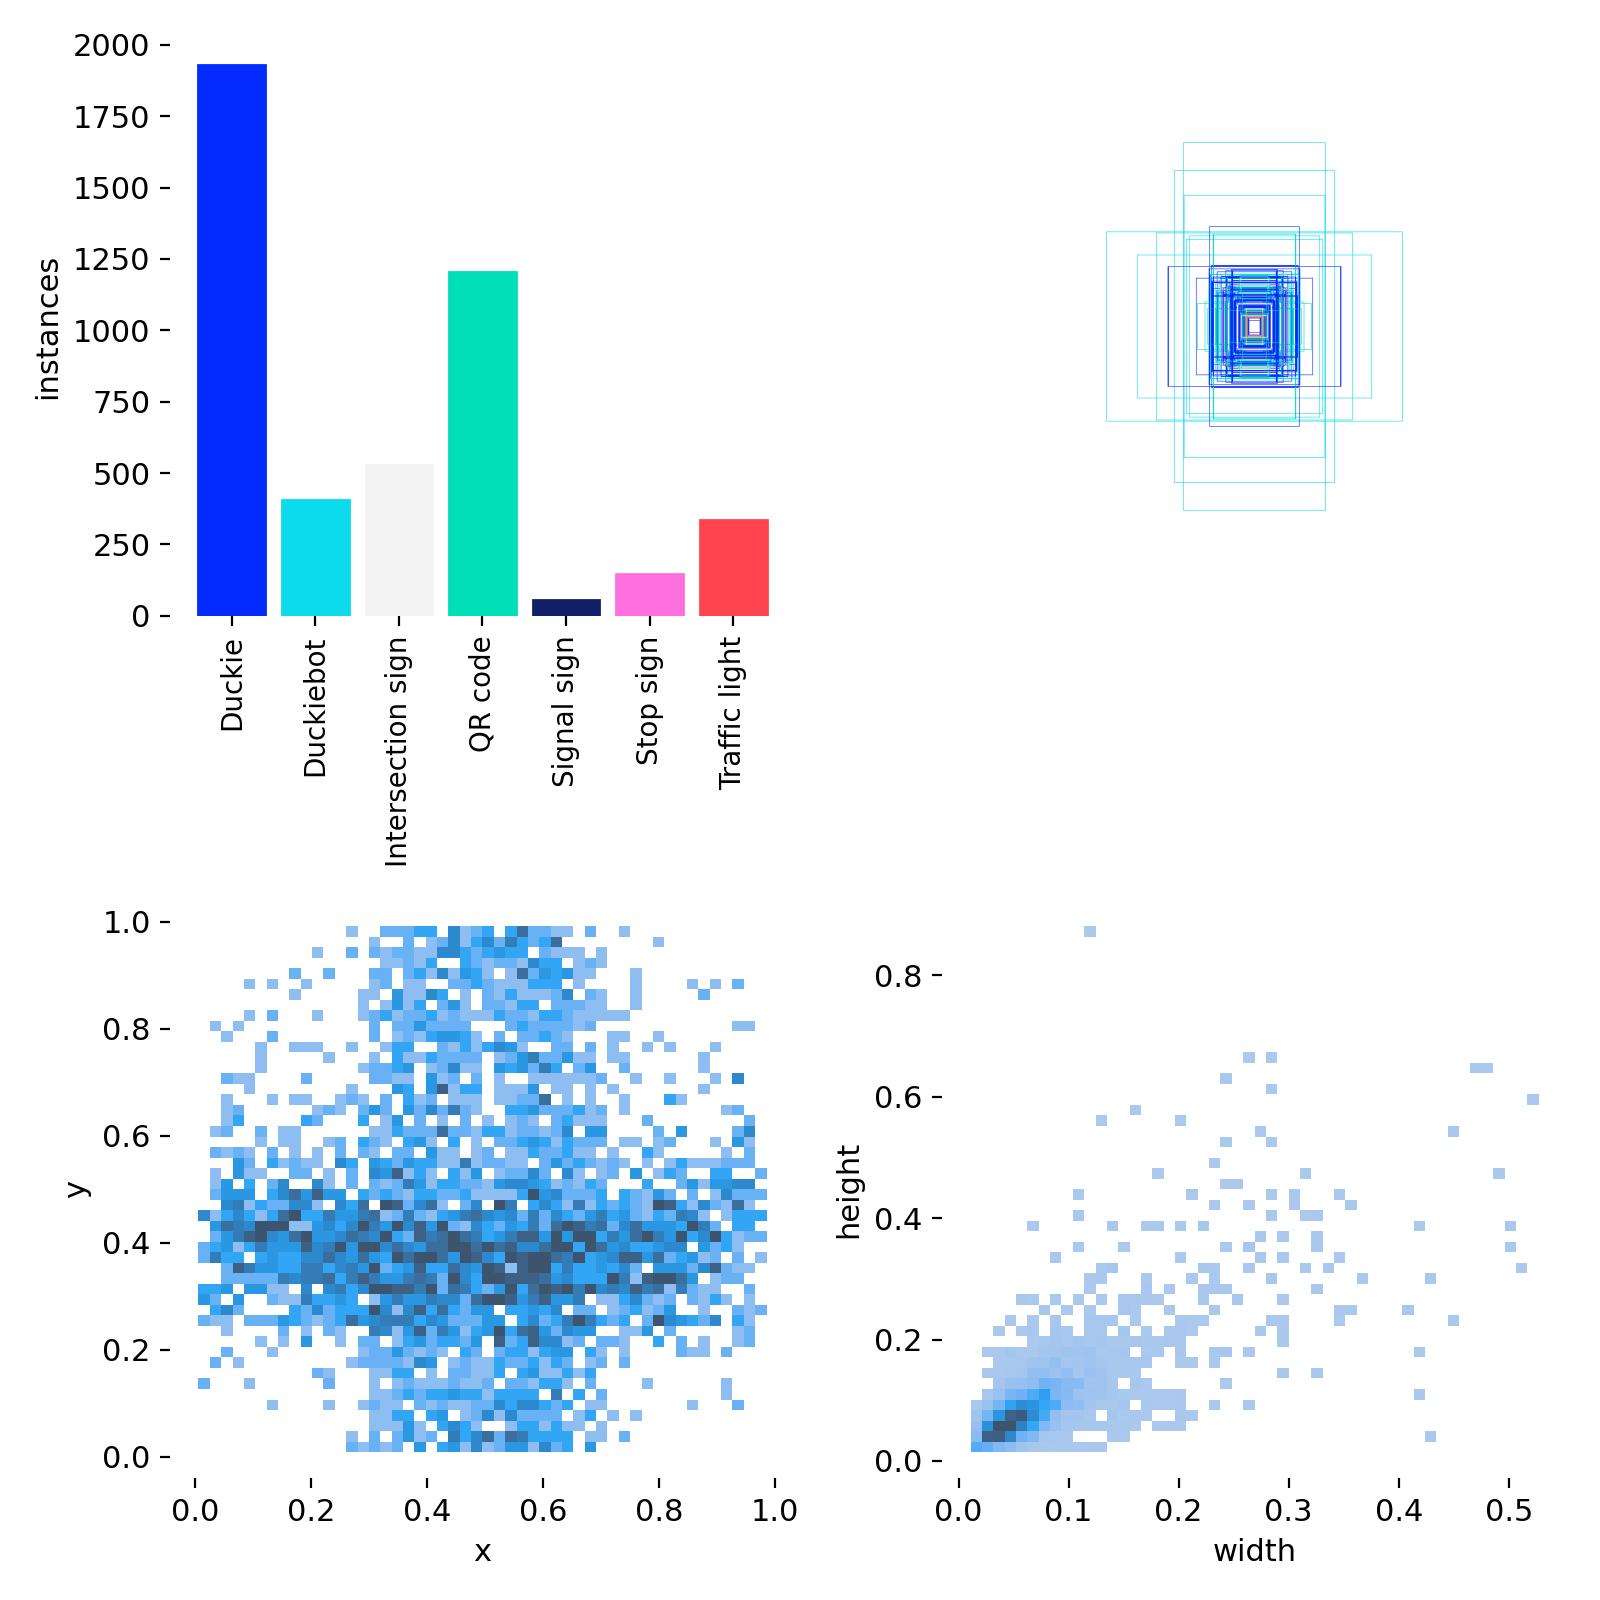 2000
1750
1500
1250
1000
750
500
250
0
instances
Duckie
Duckiebot
Intersection sign
QR code
Signal sign
Stop sign
Traffic light
1.0
0.8
0.6
0.4
0.2
0.0
y
0.0 0.2 0.4 0.6 0.8 1.0
x
0.8
0.6
0.4
0.2
0.0
height
0.0 0.1 0.2 0.3 0.4 0.5
width